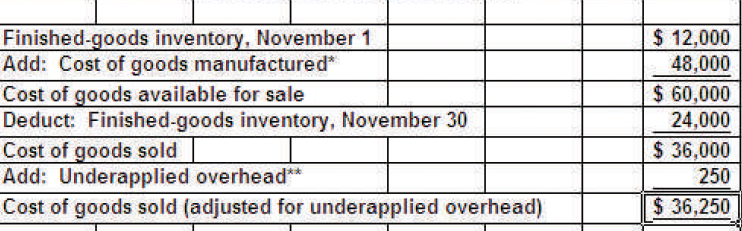 Finished-goods inventory, November 1 $ 12,000
Add: Cost of goods manufactured* 48,000
Cost of goods available for sale $ 60,000
Deduct: Finished-goods inventory, November 30 24,000
Cost of goods sold $ 36,000
Add: Underapplied overhead** 250
Cost of goods sold (adjusted for underapplied overhead) $ 36,250